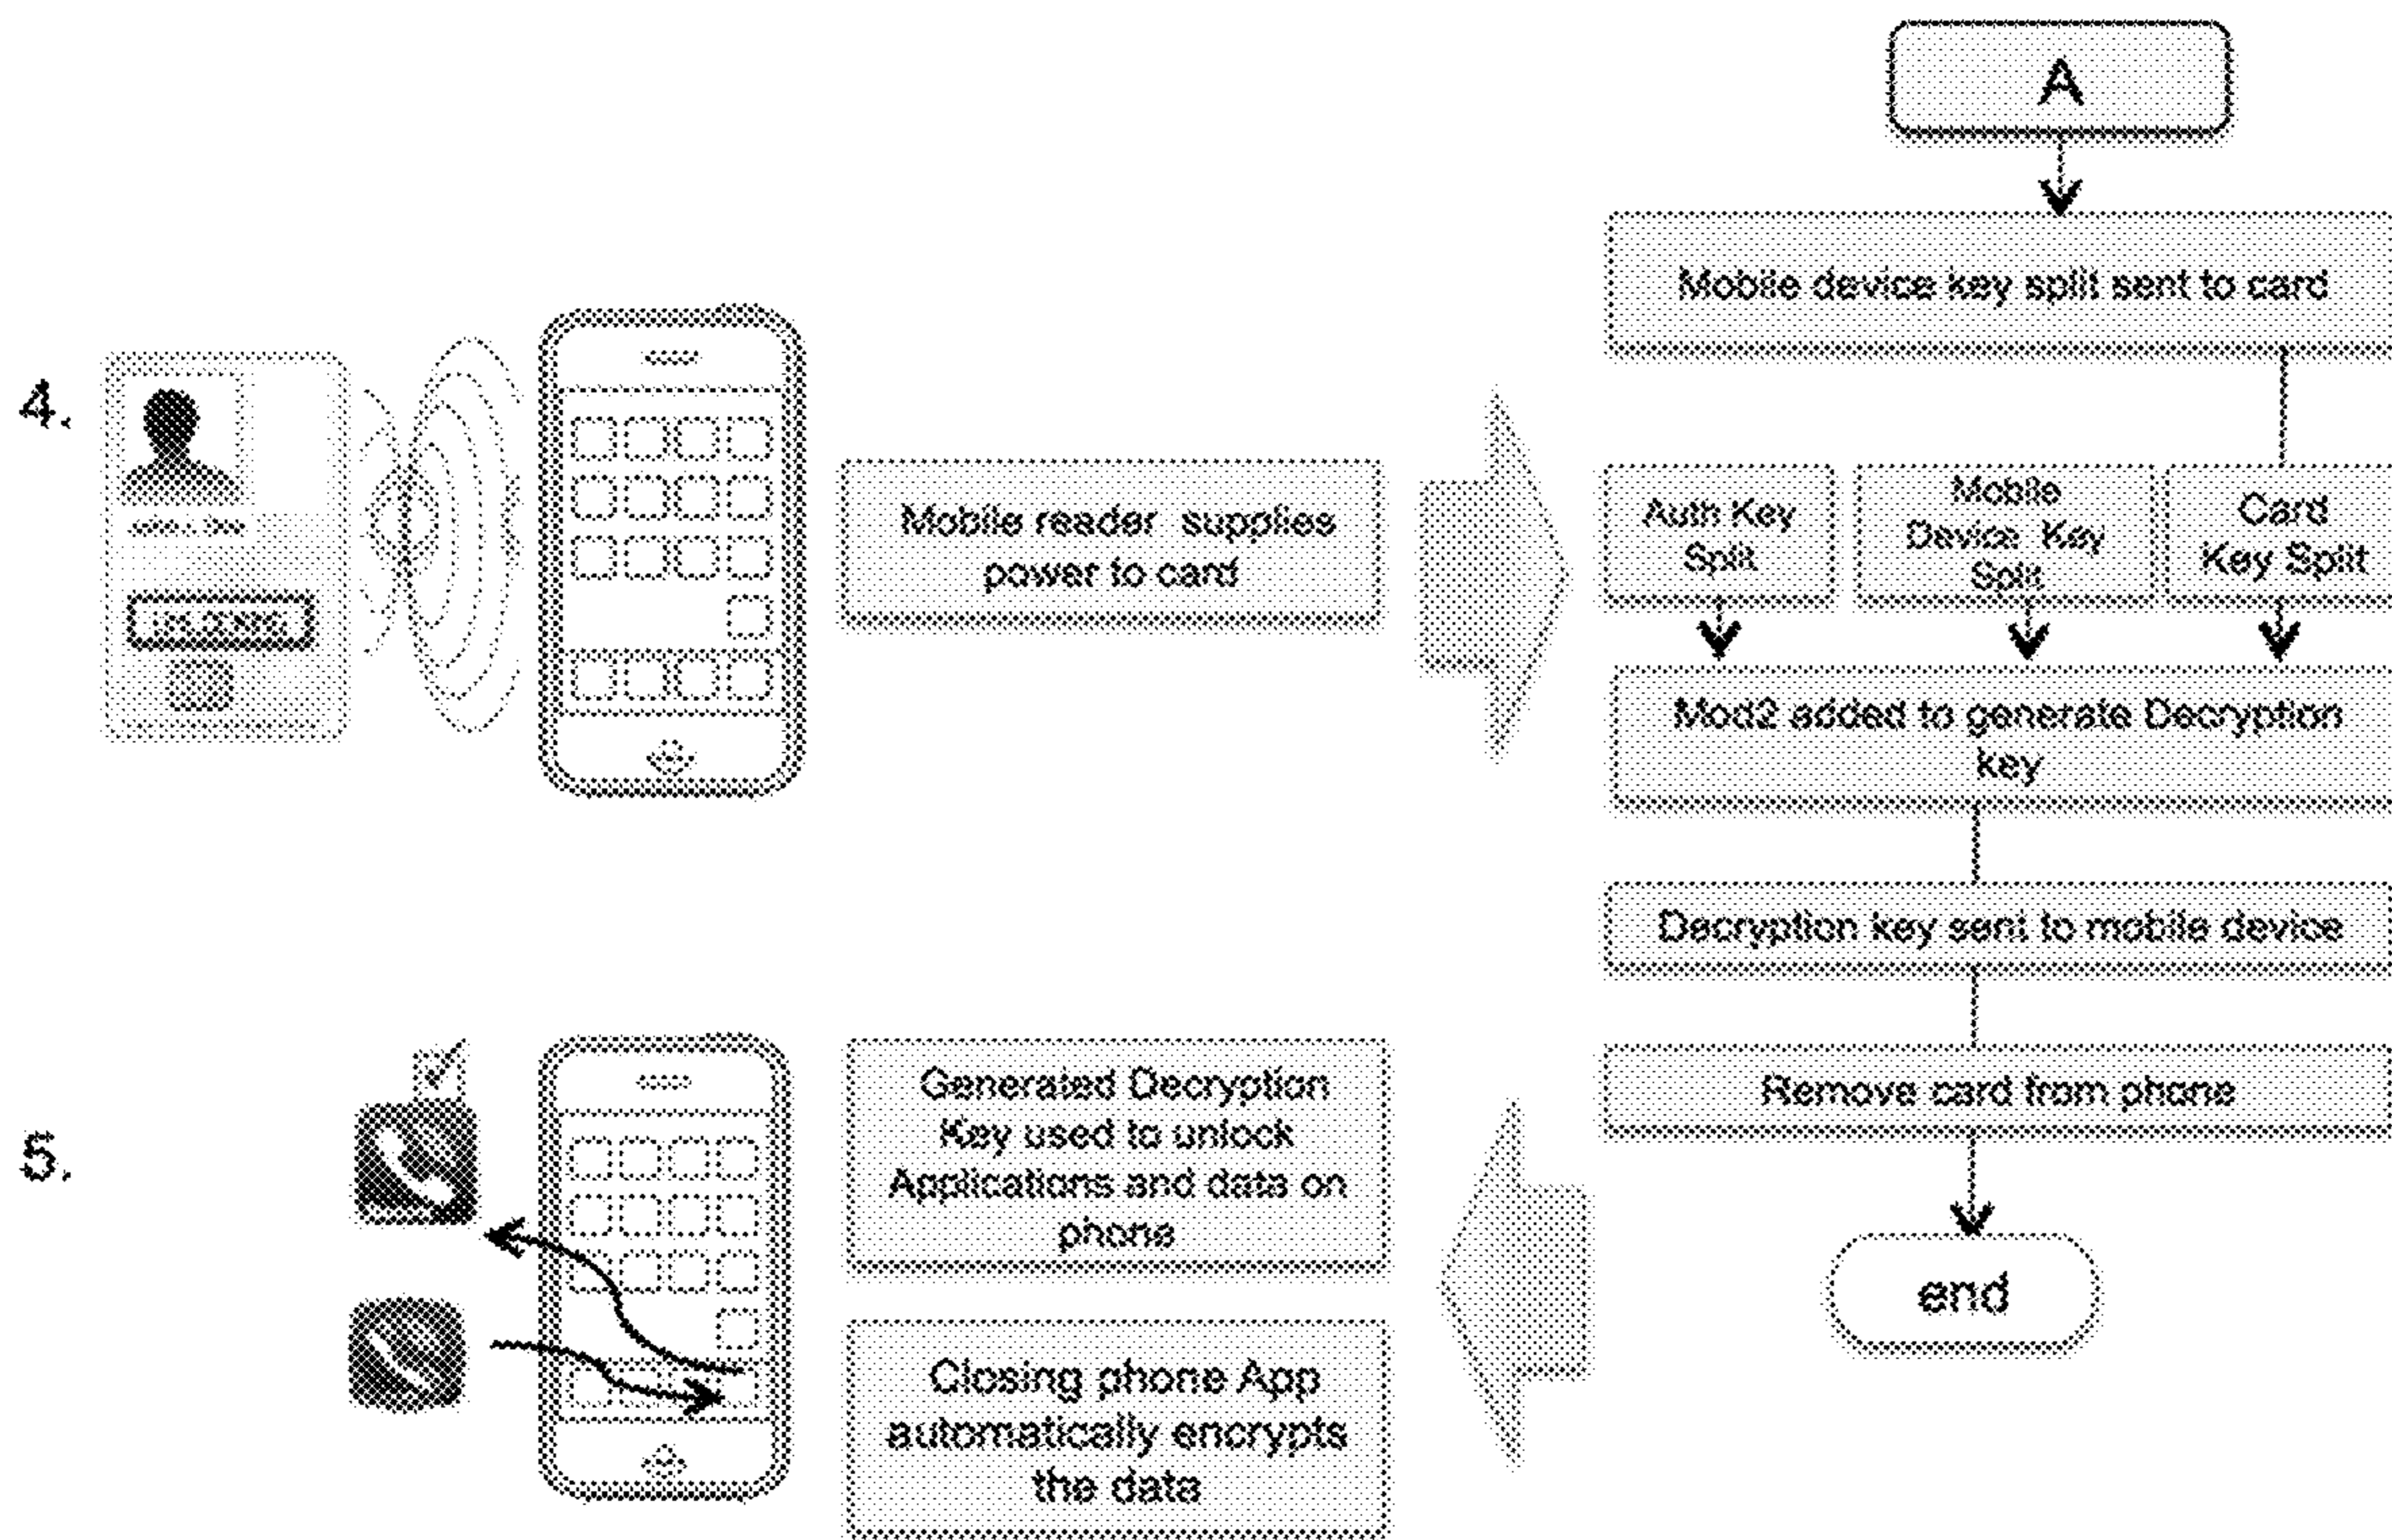 A
Mobile device key split sent to card
4.
Mobile reader supplies
power to card
Auth Key
Split
Mobile
Device Key
Split
Card
Key Split
Mod2 added to generate Decryption
key
Decryption key sent to mobile device
Remove card from phone
end
5.
Generated Decryption
Key used to unlock
Applications and data on
phone
Closing phone App
automatically encrypts
the data